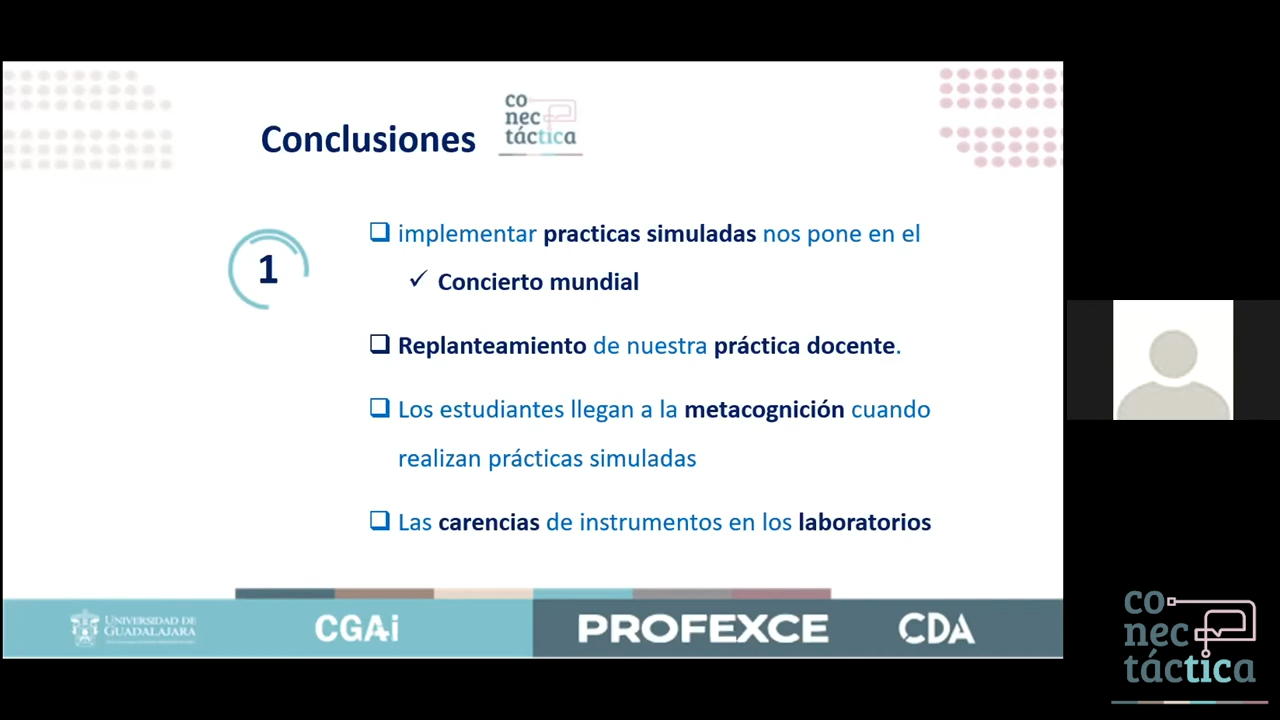 Conclusiones
co
nec
táctica
1
implementar practicas simuladas nos pone en el
Concierto mundial
Replanteamiento de nuestra práctica docente.
Los estudiantes llegan a la metacognición cuando
realizan prácticas simuladas
Las carencias de instrumentos en los laboratorios
UNIVERSIDAD DE
GUADALAJARA
CGAi
PROFEXCE
CDA
co
nec
táctica